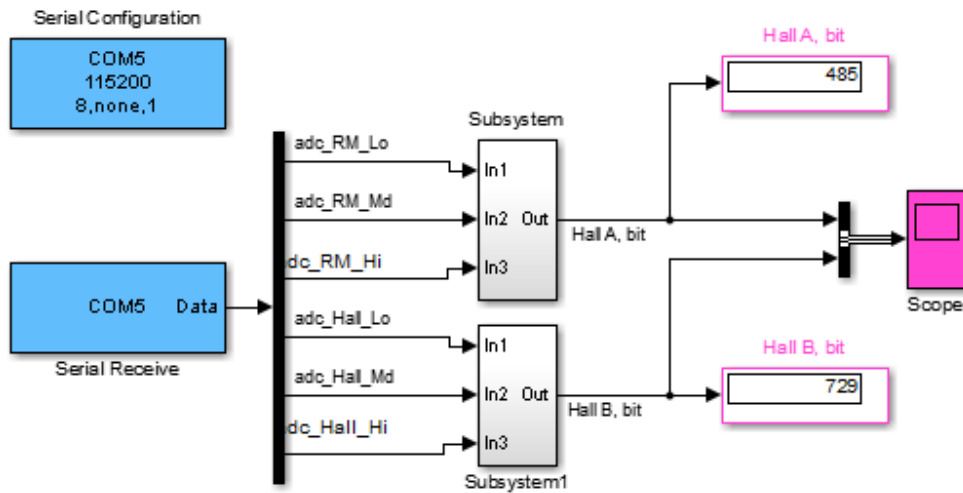 Serial Configuration
COM5
115200
8,none,1
Hall A, bit
485
Subsystem
adc_RM_Lo
In1
adc_RM_Md
In2 Out
Hall A, bit
dc_RM_Hi
In3
COM5 Data
Serial Receive
Scope
adc_Hall_Lo
In1
Hall B, bit
729
adc_Hall_Md
In2 Out
Hall B, bit
dc_Hall_Hi
In3
Subsystem1